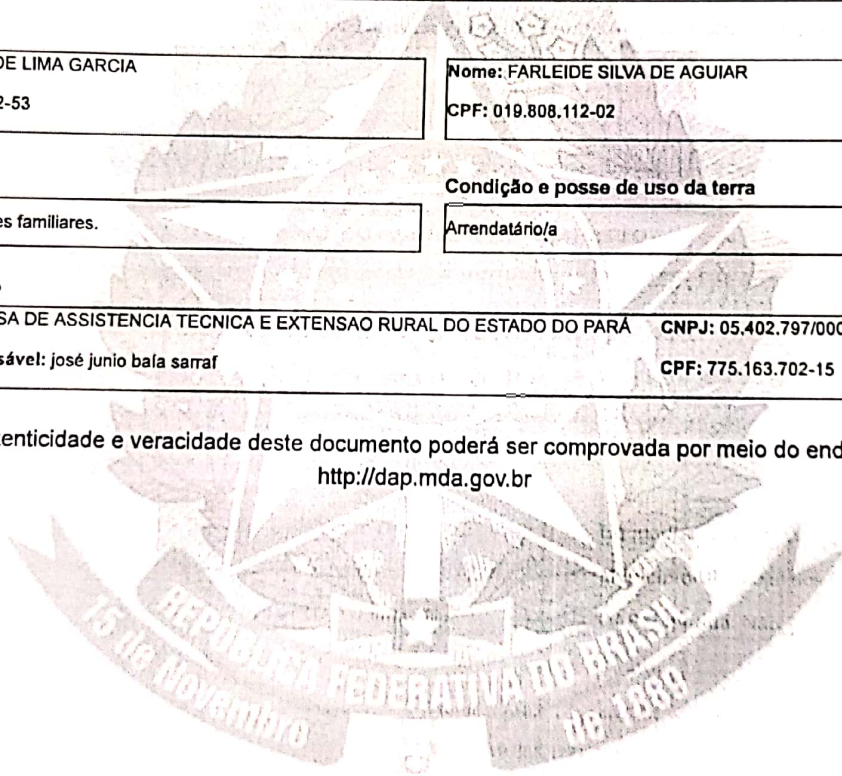 DE LIMA GARCIA
2-53
Nome: FARLEIDE SILVA DE AGUIAR
CPF: 019.808.112-02
Condição e posse de uso da terra
es familiares.
Arrendatário/a
SA DE ASSISTENCIA TECNICA E EXTENSAO RURAL DO ESTADO DO PARÁ CNPJ: 05.402.797/000
sável: josé junio baía sarraf CPF: 775.163.702-15
tenticidade e veracidade deste documento poderá ser comprovada por meio do end
http://dap.mda.gov.br
REPÚBLICA FEDERATIVA DO BRASIL
15 de Novembro de 1889